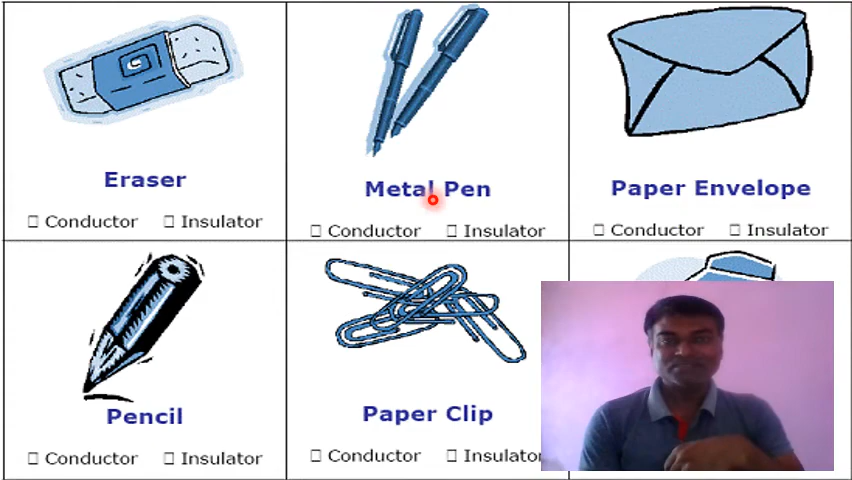 Eraser
Metal Pen
Paper Envelope
Conductor Insulator
Conductor Insulator
Conductor Insulator
Pencil
Paper Clip
Conductor Insulator
Conductor Insulator